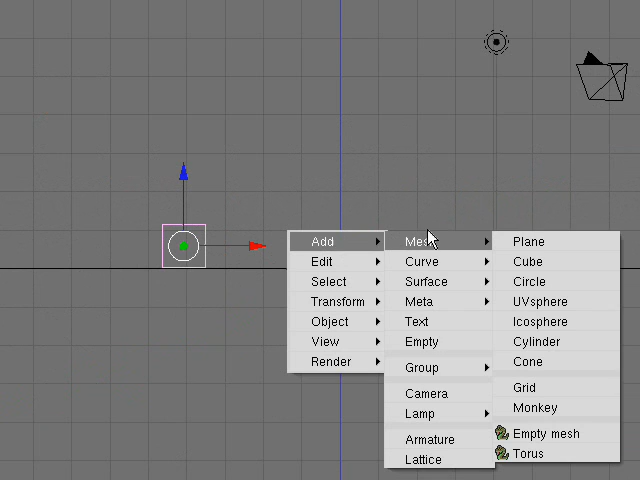 Add
Edit
Select
Transform
Object
View
Render
Curve
Surface
Meta
Text
Empty
Group
Camera
Lamp
Armature
Lattice
Plane
Cube
Circle
UVsphere
Icosphere
Cylinder
Cone
Grid
Monkey
Empty mesh
Torus